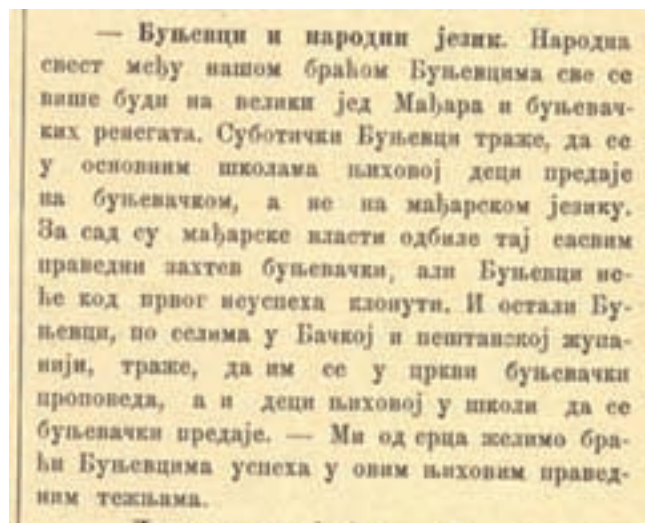 — Буњевци и народни језик. Народна
свест међу нашом браћом Буњевцима све се
више буди на велики јед Мађара и буњевач-
ких ренегата. Суботички Буњевци траже, да се
у основним школама њиховој деци предаје
на буњевачком, а не на мађарском језику.
За сад су мађарске власти одбиле тај сасвим
праведни захтев буњевачки, али Буњевци не-
ће код првог неуспеха клонути. И остали Бу-
њевци, по селима у Бачкој и пештанској жупа-
нији, траже, да им се у цркви буњевачки
проповеда, а и деци њиховој у школи да се
буњевачки предаје. — Ми од срца желимо бра-
ћи Буњевцима успеха у овим њиховим правед-
ним тежњама.